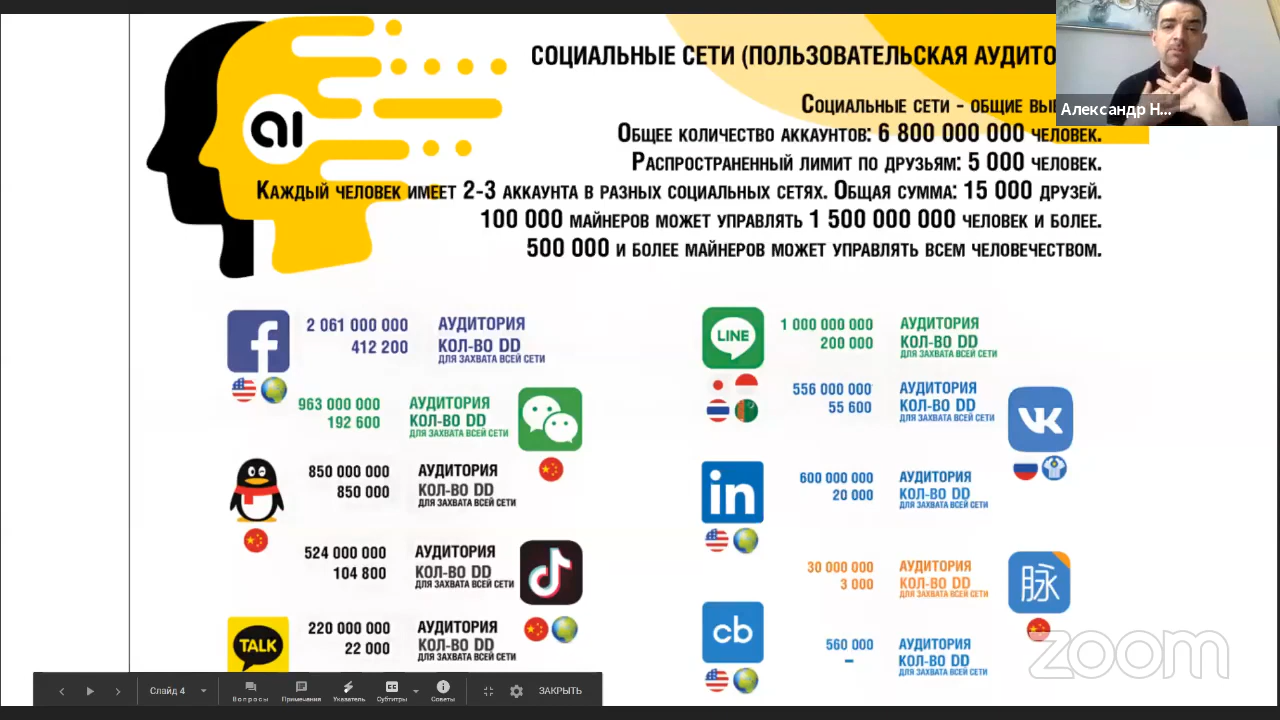 СОЦИАЛЬНЫЕ СЕТИ (ПОЛЬЗОВАТЕЛЬСКАЯ АУДИТО
Александр Н...
СОЦИАЛЬНЫЕ СЕТИ - ОБЩИЕ
ai
ОБЩЕЕ КОЛИЧЕСТВО АККАУНТОВ: 6 800 000 000 ЧЕЛОВЕК.
РАСПРОСТРАНЕННЫЙ ЛИМИТ ПО ДРУЗЬЯМ: 5 000 ЧЕЛОВЕК.
КАЖДЫЙ ЧЕЛОВЕК ИМЕЕТ 2-3 АККАУНТА В РАЗНЫХ СОЦИАЛЬНЫХ СЕТЯХ. ОБЩАЯ СУММА: 15 000 ДРУЗЕЙ.
100 000 МАЙНЕРОВ МОЖЕТ УПРАВЛЯТЬ 1 500 000 000 ЧЕЛОВЕК И БОЛЕЕ.
500 000 И БОЛЕЕ МАЙНЕРОВ МОЖЕТ УПРАВЛЯТЬ ВСЕМ ЧЕЛОВЕЧЕСТВОМ.
f
2 061 000 000 АУДИТОРИЯ
412 200 КОЛ-ВО DD
ДЛЯ ЗАХВАТА ВСЕЙ СЕТИ
963 000 000 АУДИТОРИЯ
192 600 КОЛ-ВО DD
ДЛЯ ЗАХВАТА ВСЕЙ СЕТИ
850 000 000 АУДИТОРИЯ
850 000 КОЛ-ВО DD
ДЛЯ ЗАХВАТА ВСЕЙ СЕТИ
524 000 000 АУДИТОРИЯ
104 800 КОЛ-ВО DD
ДЛЯ ЗАХВАТА ВСЕЙ СЕТИ
TALK
220 000 000 АУДИТОРИЯ
22 000 КОЛ-ВО DD
ДЛЯ ЗАХВАТА ВСЕЙ СЕТИ
LINE
1 000 000 000 АУДИТОРИЯ
200 000 КОЛ-ВО DD
ДЛЯ ЗАХВАТА ВСЕЙ СЕТИ
556 000 000 АУДИТОРИЯ
55 600 КОЛ-ВО DD
ДЛЯ ЗАХВАТА ВСЕЙ СЕТИ
VK
in
600 000 000 АУДИТОРИЯ
20 000 КОЛ-ВО DD
ДЛЯ ЗАХВАТА ВСЕЙ СЕТИ
30 000 000 АУДИТОРИЯ
3 000 КОЛ-ВО DD
ДЛЯ ЗАХВАТА ВСЕЙ СЕТИ
脉
cb
560 000 АУДИТОРИЯ
– КОЛ-ВО DD
ДЛЯ ЗАХВАТА ВСЕЙ СЕТИ
zoom
Слайд 4
Вопросы
Примечания
Указатель
Субтитры
Советы
ЗАКРЫТЬ